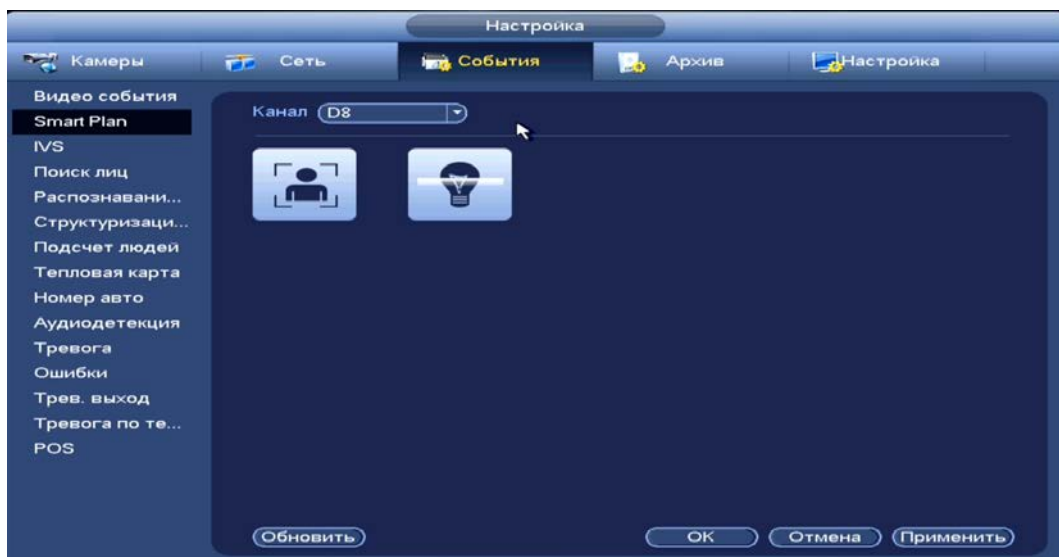 Настройка
Камеры Сеть События Архив Настройка
Видео события
Smart Plan
IVS
Поиск лиц
Распознавани...
Структуризаци...
Подсчет людей
Тепловая карта
Номер авто
Аудиодетекция
Тревога
Ошибки
Трев. выход
Тревога по те...
POS
Канал D8
Обновить OK Отмена Применить